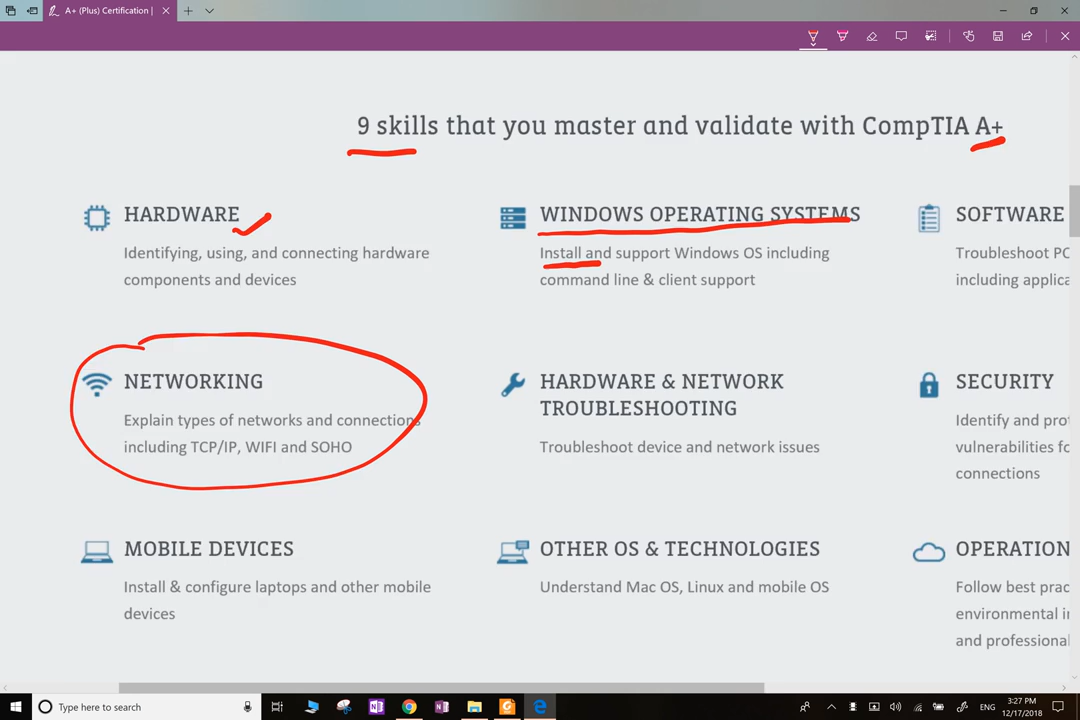 A+ (Plus) Certification |
9 skills that you master and validate with CompTIA A+
HARDWARE
Identifying, using, and connecting hardware
components and devices
WINDOWS OPERATING SYSTEMS
Install and support Windows OS including
command line & client support
SOFTWARE
Troubleshoot PC
including applica
NETWORKING
Explain types of networks and connections
including TCP/IP, WIFI and SOHO
HARDWARE & NETWORK
TROUBLESHOOTING
Troubleshoot device and network issues
SECURITY
Identify and pro
vulnerabilities fo
connections
MOBILE DEVICES
Install & configure laptops and other mobile
devices
OTHER OS & TECHNOLOGIES
Understand Mac OS, Linux and mobile OS
OPERATION
Follow best prac
environmental i
and professiona
Type here to search
ENG
3:27 PM
12/17/2018